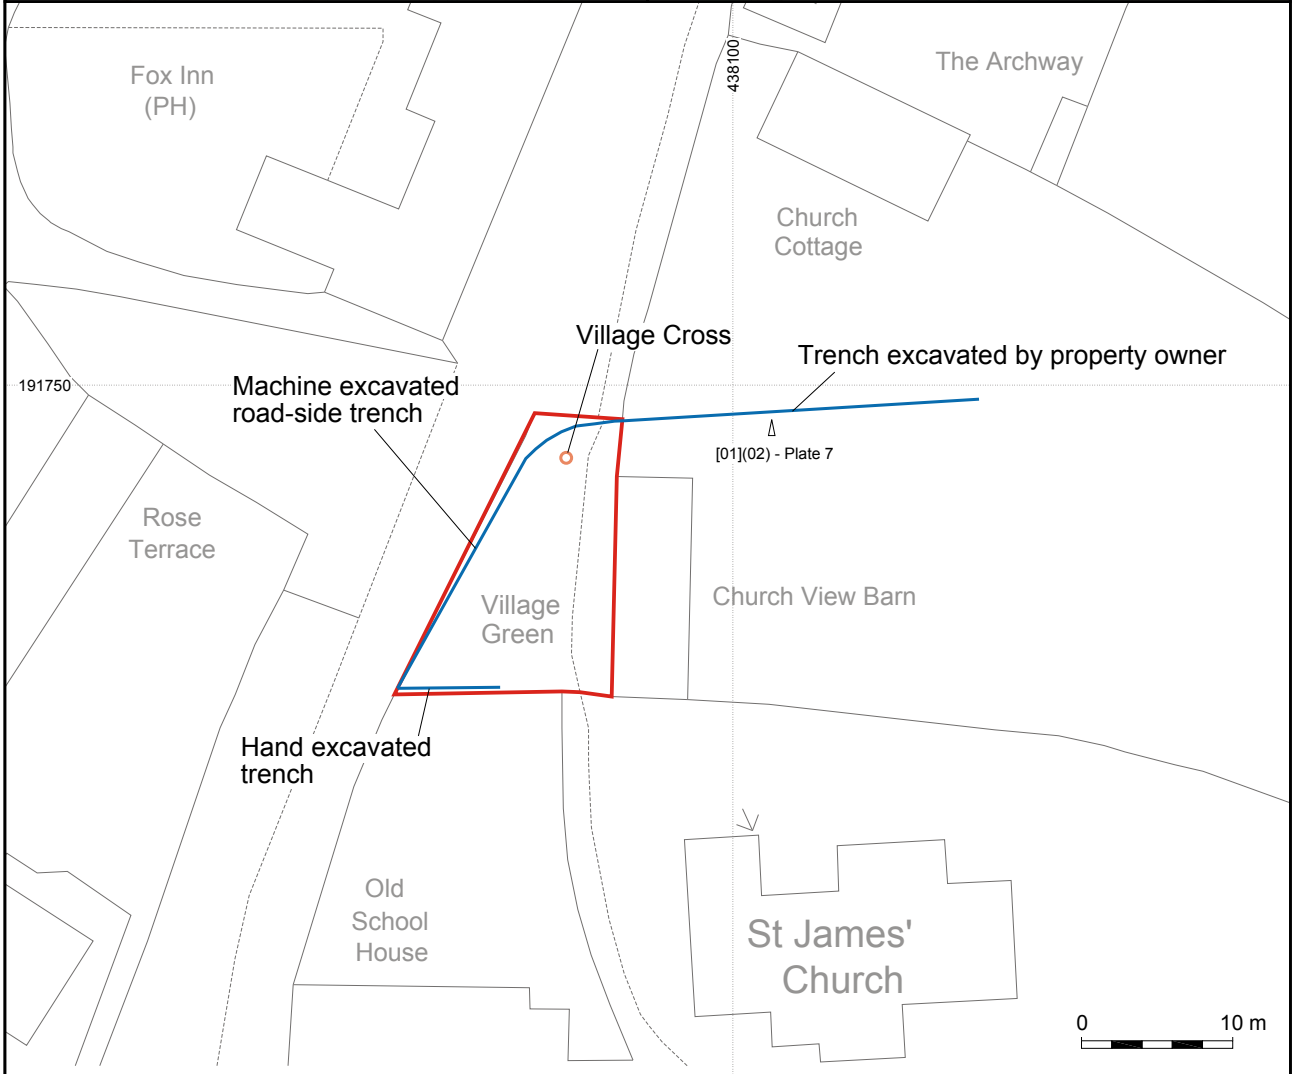 Fox Inn
(PH)
438100
The Archway
Church
Cottage
Village Cross
Trench excavated by property owner
191750
Machine excavated
road-side trench
[01](02) - Plate 7
Rose
Terrace
Village
Green
Church View Barn
Hand excavated
trench
Old
School
House
St James'
Church
0 10 m